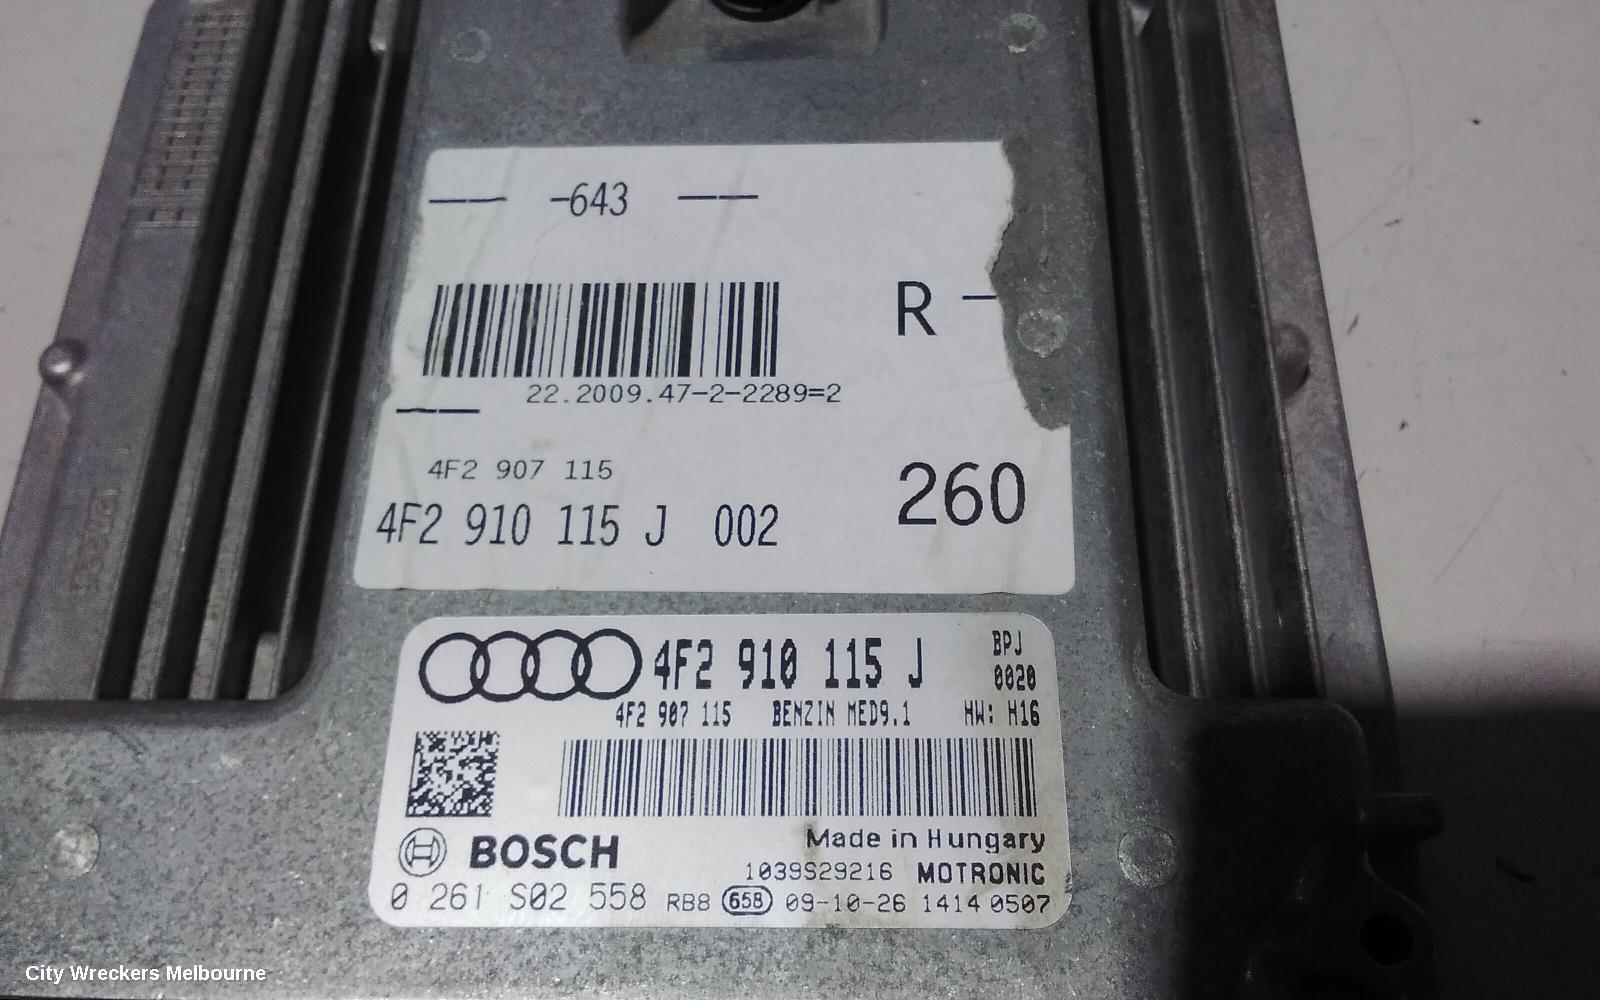 -643
R -
22.2009.47-2-2289=2
4F2 907 115
4F2 910 115 J 002
260
4F2 910 115 J
BPJ
0020
4F2 907 115 BENZIN MED9.1 HW: H16
BOSCH
Made in Hungary
1039S29216 MOTRONIC
0 261 S02 558 RB8 658 09-10-26 1414 0507
City Wreckers Melbourne